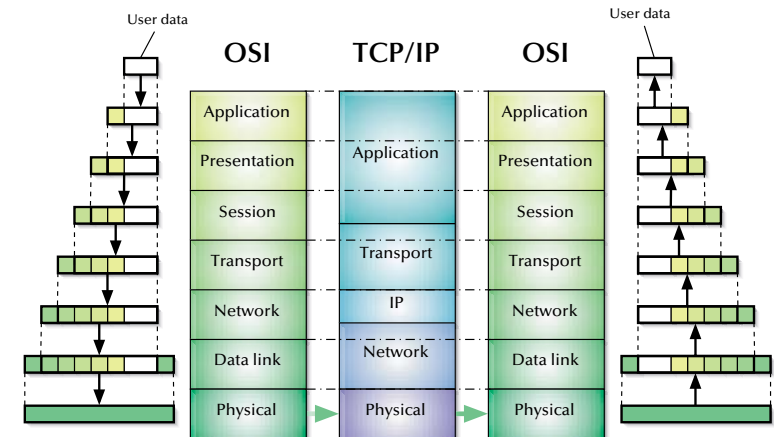 User data
User data
OSI
TCP/IP
OSI
Application
Presentation
Session
Transport
Network
Data link
Physical
Application
Transport
IP
Network
Physical
Application
Presentation
Session
Transport
Network
Data link
Physical